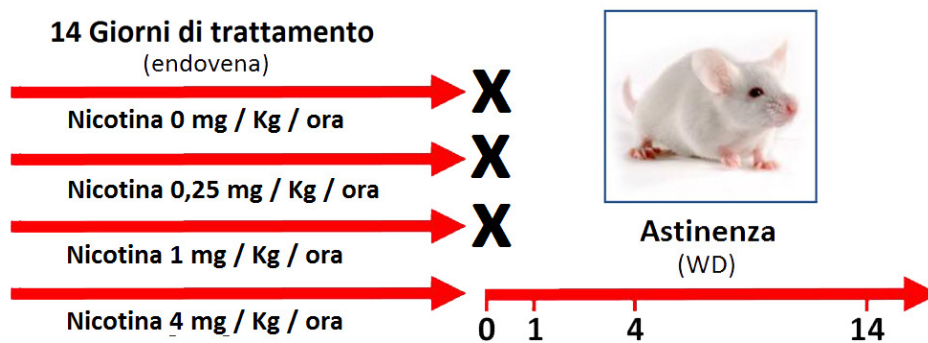 14 Giorni di trattamento
(endovena)
X
Nicotina 0 mg / Kg / ora
X
Nicotina 0,25 mg / Kg / ora
X
Nicotina 1 mg / Kg / ora
Nicotina 4 mg / Kg / ora
Astinenza
(WD)
0 1 4 14